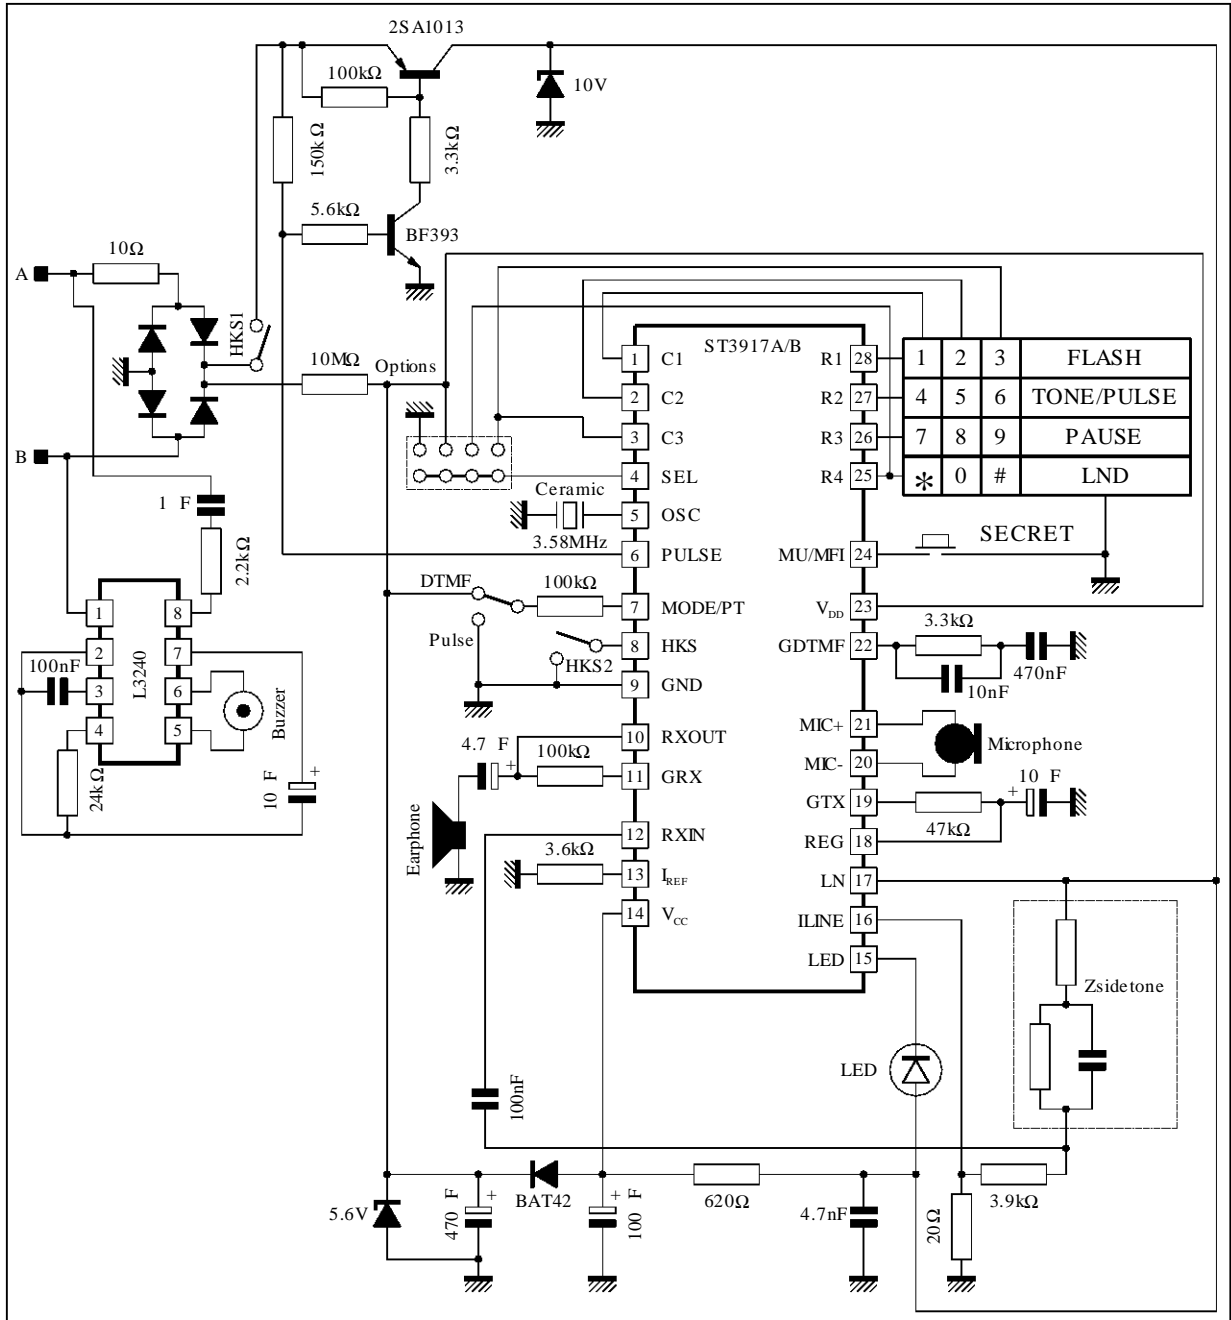 2SA1013
100kΩ
10V
150kΩ
3.3kΩ
5.6kΩ
BF393
10Ω
A
HKS1
10MΩ
Options
B
1 F
2.2kΩ
L3240
1
2
3
4
8
7
6
5
100nF
24kΩ
Buzzer
10 F
+
ST3917A/B
1 C1
2 C2
3 C3
4 SEL
5 OSC
6 PULSE
7 MODE/PT
8 HKS
9 GND
10 RXOUT
11 GRX
12 RXIN
13 IREF
14 VCC
R1 28
R2 27
R3 26
R4 25
MU/MFI 24
VDD 23
GDTMF 22
MIC+ 21
MIC- 20
GTX 19
REG 18
LN 17
ILINE 16
LED 15
1 2 3 FLASH
4 5 6 TONE/PULSE
7 8 9 PAUSE
* 0 # LND
SECRET
Ceramic
3.58MHz
DTMF
100kΩ
Pulse
HKS2
4.7 F
+
100kΩ
Earphone
3.6kΩ
3.3kΩ
10nF
470nF
Microphone
47kΩ
10 F
+
Zsidetone
LED
100nF
5.6V
470 F
+
BAT42
100 F
+
620Ω
4.7nF
20Ω
3.9kΩ